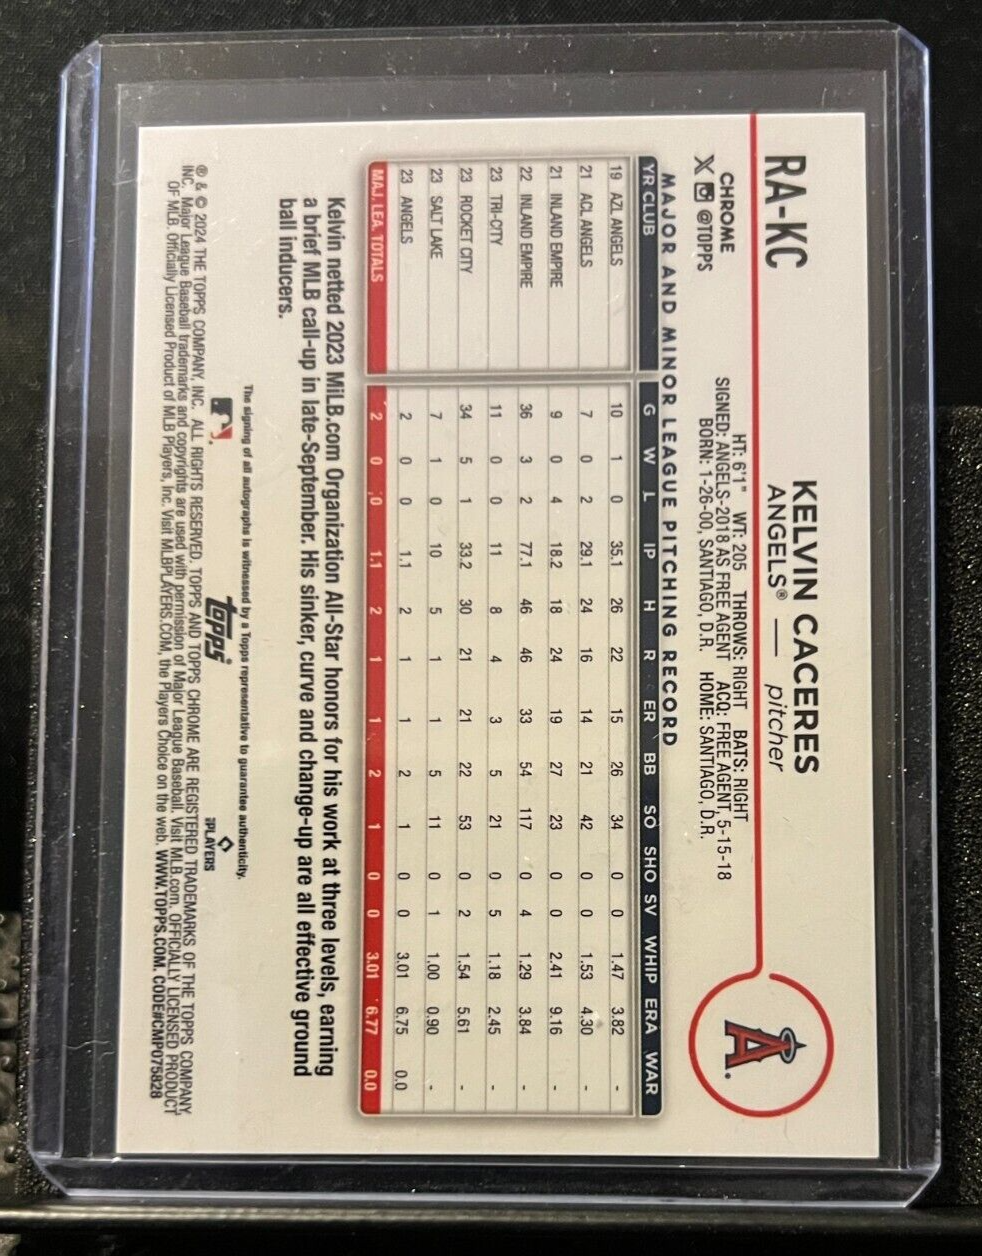 RA-KC
KELVIN CACERES
ANGELS® — pitcher
CHROME
@TOPPS
HT: 6'1" WT: 205 THROWS: RIGHT BATS: RIGHT
SIGNED: ANGELS-2018 AS FREE AGENT ACQ: FREE AGENT, 5-15-18
BORN: 1-26-00, SANTIAGO, D.R. HOME: SANTIAGO, D.R.
A
MAJOR AND MINOR LEAGUE PITCHING RECORD
YR CLUB G W L IP H R ER BB SO SHO SV WHIP ERA WAR
19 AZL ANGELS 10 1 0 35.1 26 22 15 26 34 0 0 1.47 3.82 -
21 ACL ANGELS 7 0 2 29.1 24 16 14 21 42 0 0 1.53 4.30 -
21 INLAND EMPIRE 9 0 4 18.2 18 24 19 27 23 0 0 2.41 9.16 -
22 INLAND EMPIRE 36 3 2 77.1 46 46 33 54 117 0 4 1.29 3.84 -
23 TRI-CITY 11 0 0 11 8 4 3 5 21 0 5 1.18 2.45 -
23 ROCKET CITY 34 5 1 33.2 30 21 21 22 53 0 2 1.54 5.61 -
23 SALT LAKE 7 1 0 10 5 1 1 5 11 0 1 1.00 0.90 -
23 ANGELS 2 0 0 1.1 2 1 1 2 1 0 0 3.01 6.75 0.0
MAJ. LEA. TOTALS 2 0 0 1.1 2 1 1 2 1 0 0 3.01 6.77 0.0
Kelvin netted 2023 MiLB.com Organization All-Star honors for his work at three levels, earning
a brief MLB call-up in late-September. His sinker, curve and change-up are all effective ground
ball inducers.
The signing of all autographs is witnessed by a Topps representative to guarantee authenticity.
topps
PLAYERS
® & © 2024 THE TOPPS COMPANY, INC. ALL RIGHTS RESERVED. TOPPS AND TOPPS CHROME ARE REGISTERED TRADEMARKS OF THE TOPPS COMPANY,
INC. Major League Baseball trademarks and copyrights are used with permission of Major League Baseball. Visit MLB.com. OFFICIALLY LICENSED PRODUCT
OF MLB. Officially Licensed Product of MLB Players, Inc. Visit MLBPLAYERS.COM, the Players Choice on the web. WWW.TOPPS.COM. CODE#CMP075828